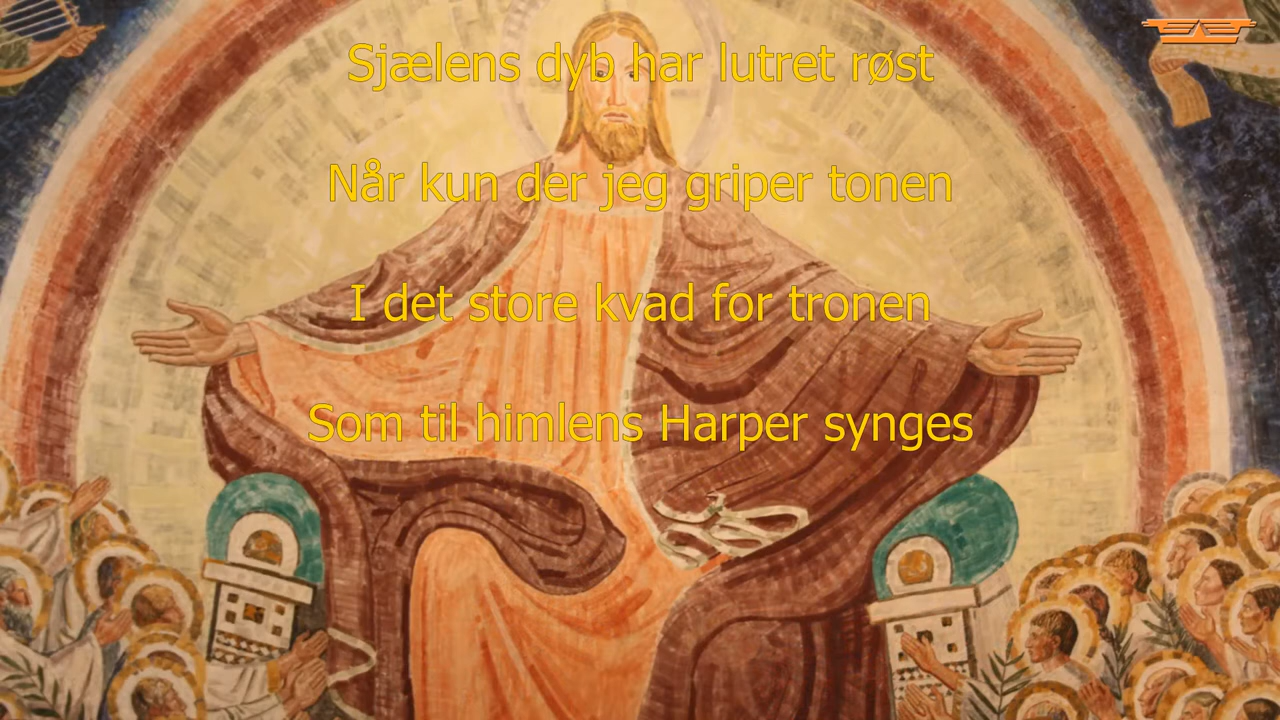 Sjælens dyb har lutret røst
Når kun der jeg griper tonen
I det store kvad for tronen
Som til himlens Harper synges